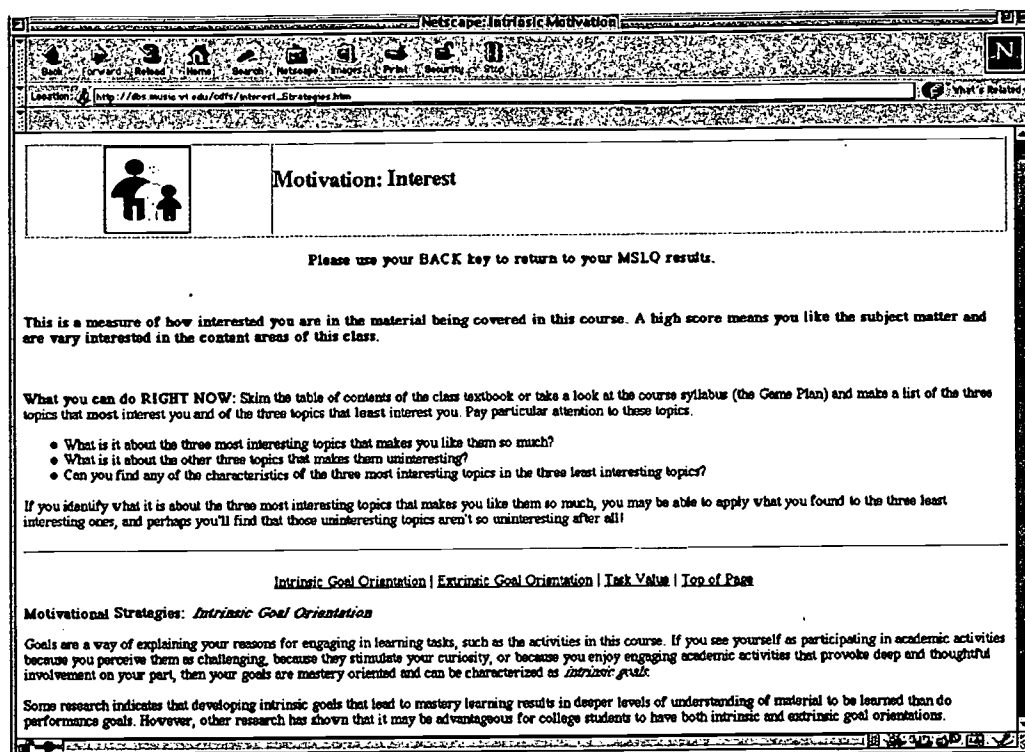 Netscape: Intrinsic Motivation
Back Forward Reload Home Search Netscape Images Print Security Stop
N
Location: http://dbs.music.vt.edu/cdfs/interest_Strategies.htm What's Related
Motivation: Interest
Please use your BACK key to return to your MSLQ results.
This is a measure of how interested you are in the material being covered in this course. A high score means you like the subject matter and
are vary interested in the content areas of this class.
What you can do RIGHT NOW: Skim the table of contents of the class textbook or take a look at the course syllabus (the Game Plan) and make a list of the three
topics that most interest you and of the three topics that least interest you. Pay particular attention to these topics.
● What is it about the three most interesting topics that makes you like them so much?
● What is it about the other three topics that makes them uninteresting?
● Can you find any of the characteristics of the three most interesting topics in the three least interesting topics?
If you identify what it is about the three most interesting topics that makes you like them so much, you may be able to apply what you found to the three least
interesting ones, and perhaps you'll find that those uninteresting topics aren't so uninteresting after all!
Intrinsic Goal Orientation | Extrinsic Goal Orientation | Task Value | Top of Page
Motivational Strategies: Intrinsic Goal Orientation
Goals are a way of explaining your reasons for engaging in learning tasks, such as the activities in this course. If you see yourself as participating in academic activities
because you perceive them as challenging, because they stimulate your curiosity, or because you enjoy engaging academic activities that provoke deep and thoughtful
involvement on your part, then your goals are mastery oriented and can be characterized as intrinsic goals.
Some research indicates that developing intrinsic goals that lead to mastery learning results in deeper levels of understanding of material to be learned than do
performance goals. However, other research has shown that it may be advantageous for college students to have both intrinsic and extrinsic goal orientations.